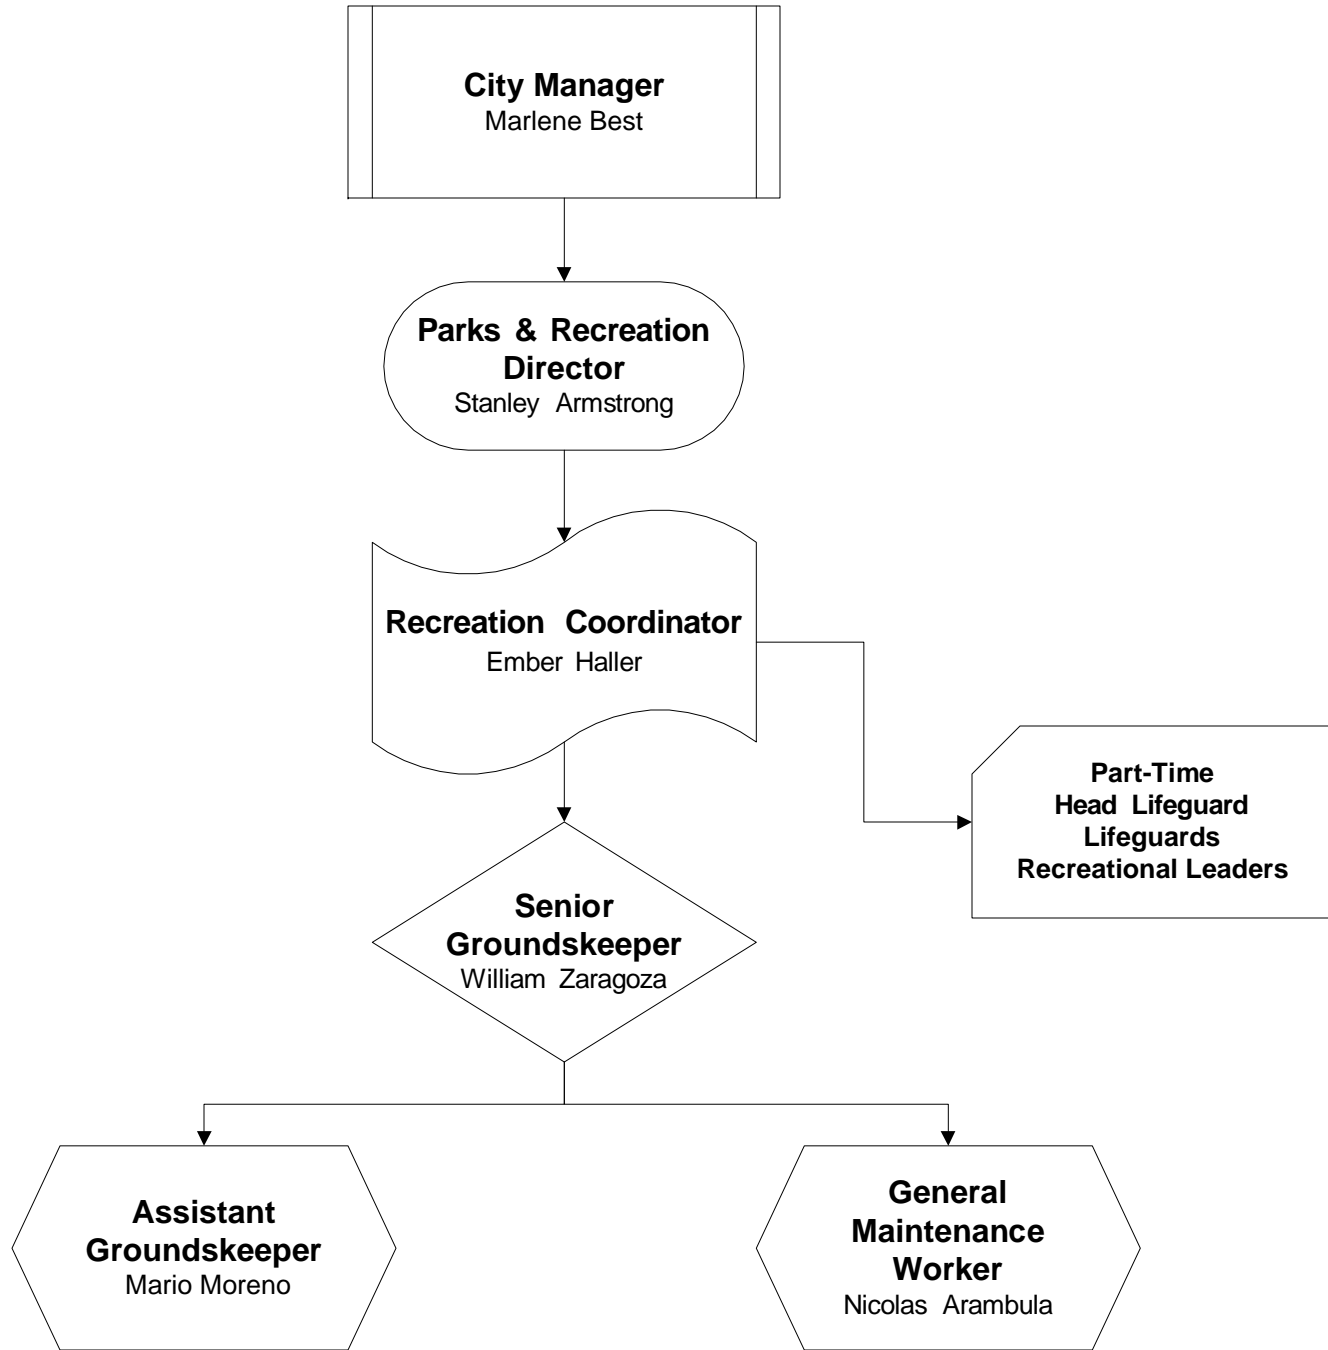 City Manager
Marlene Best
Parks & Recreation
Director
Stanley Armstrong
Recreation Coordinator
Ember Haller
Part-Time
Head Lifeguard
Lifeguards
Recreational Leaders
Senior
Groundskeeper
William Zaragoza
Assistant
Groundskeeper
Mario Moreno
General
Maintenance
Worker
Nicolas Arambula